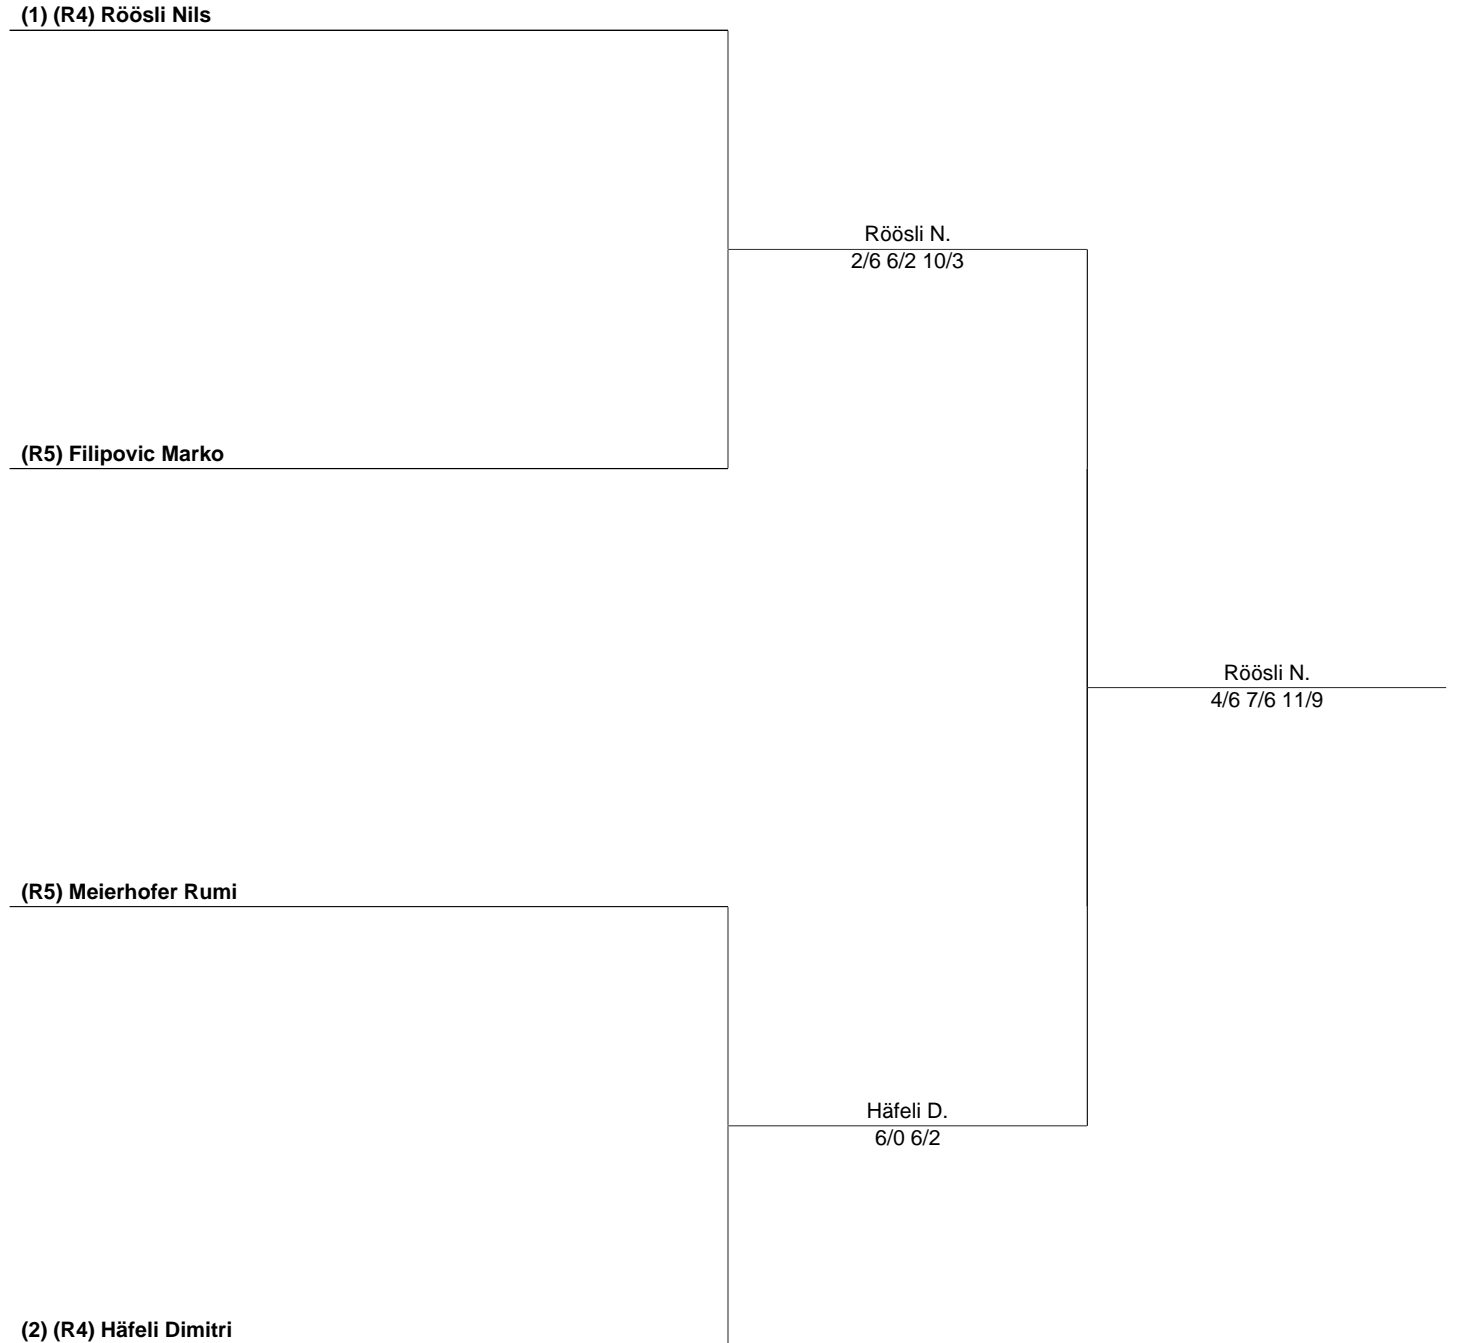 (1) (R4) Röösli Nils
Röösli N.
2/6 6/2 10/3
(R5) Filipovic Marko
Röösli N.
4/6 7/6 11/9
(R5) Meierhofer Rumi
Häfeli D.
6/0 6/2
(2) (R4) Häfeli Dimitri